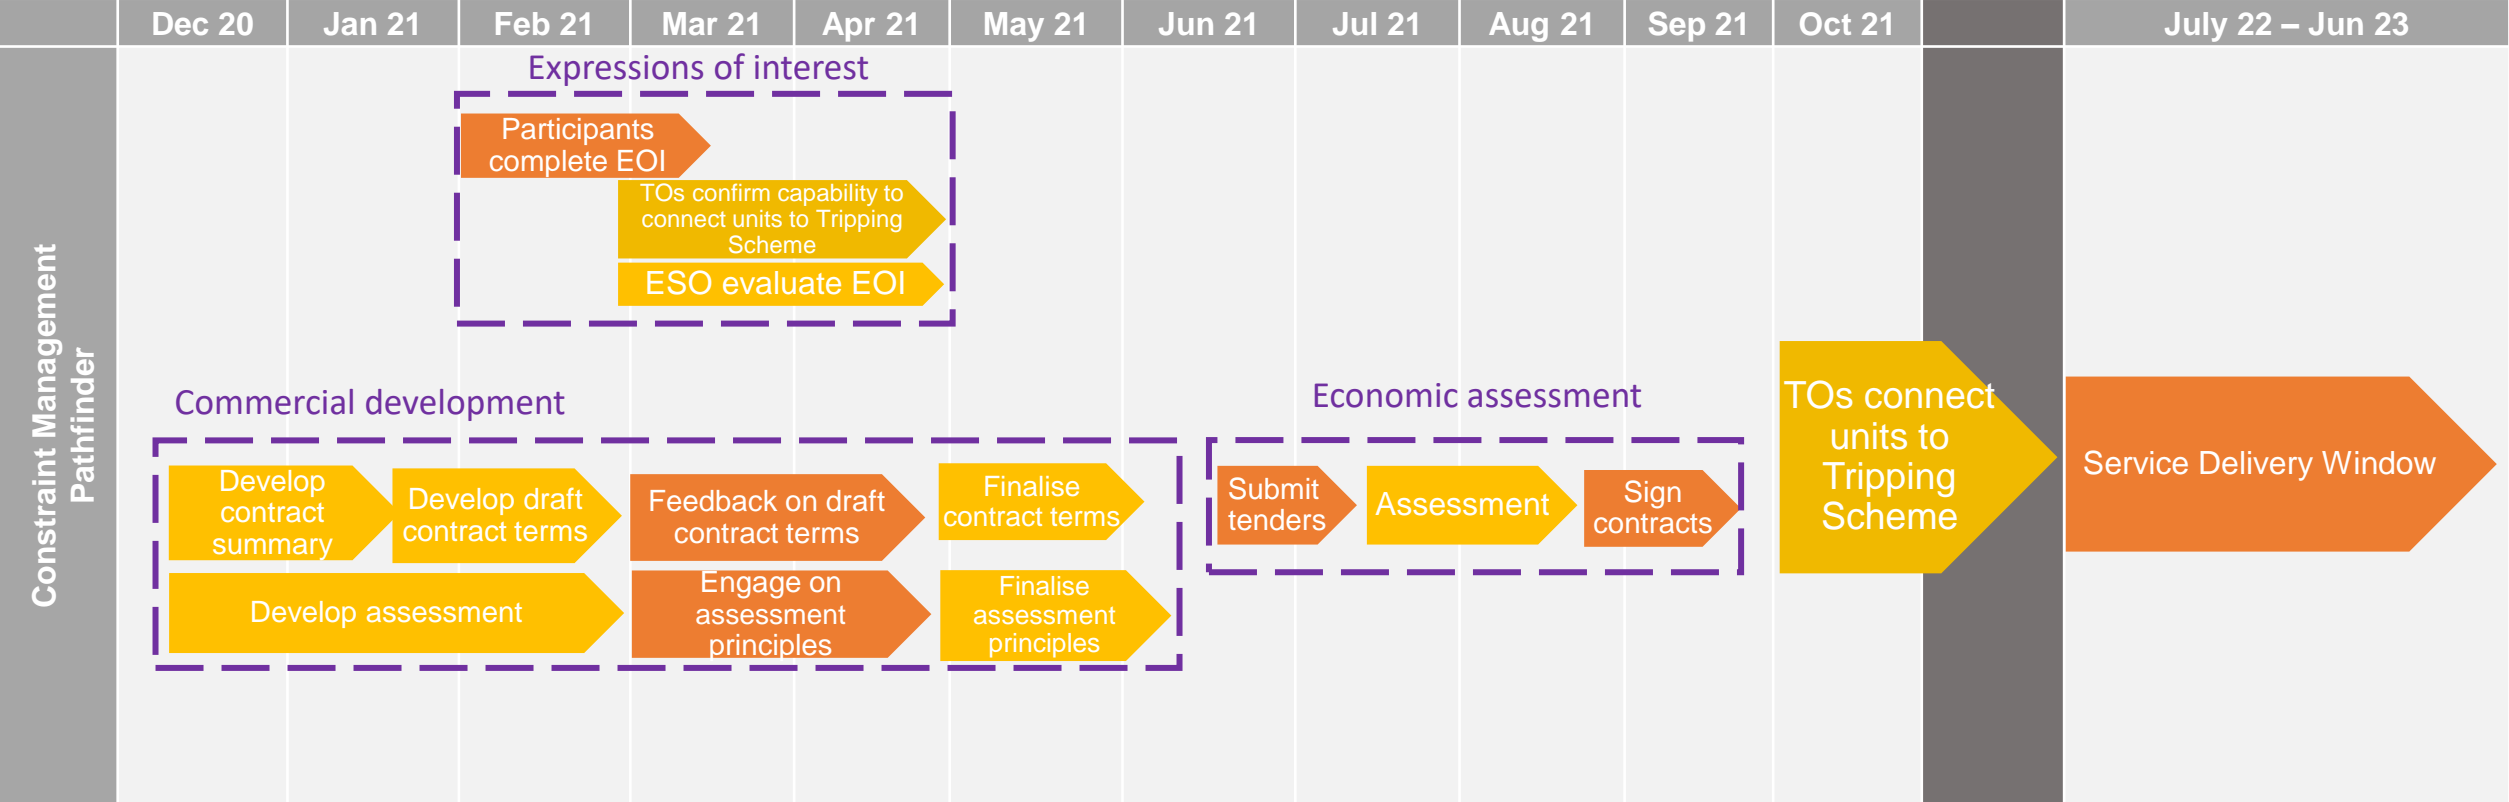 Dec 20
Jan 21
Feb 21
Mar 21
Apr 21
May 21
Jun 21
Jul 21
Aug 21
Sep 21
Oct 21
July 22 – Jun 23
Constraint Management
Pathfinder
Expressions of interest
Participants
complete EOI
TOs confirm capability to
connect units to Tripping
Scheme
ESO evaluate EOI
Commercial development
Develop
contract
summary
Develop draft
contract terms
Feedback on draft
contract terms
Finalise
contract terms
Develop assessment
Engage on
assessment
principles
Finalise
assessment
principles
Economic assessment
Submit
tenders
Assessment
Sign
contracts
TOs connect
units to
Tripping
Scheme
Service Delivery Window